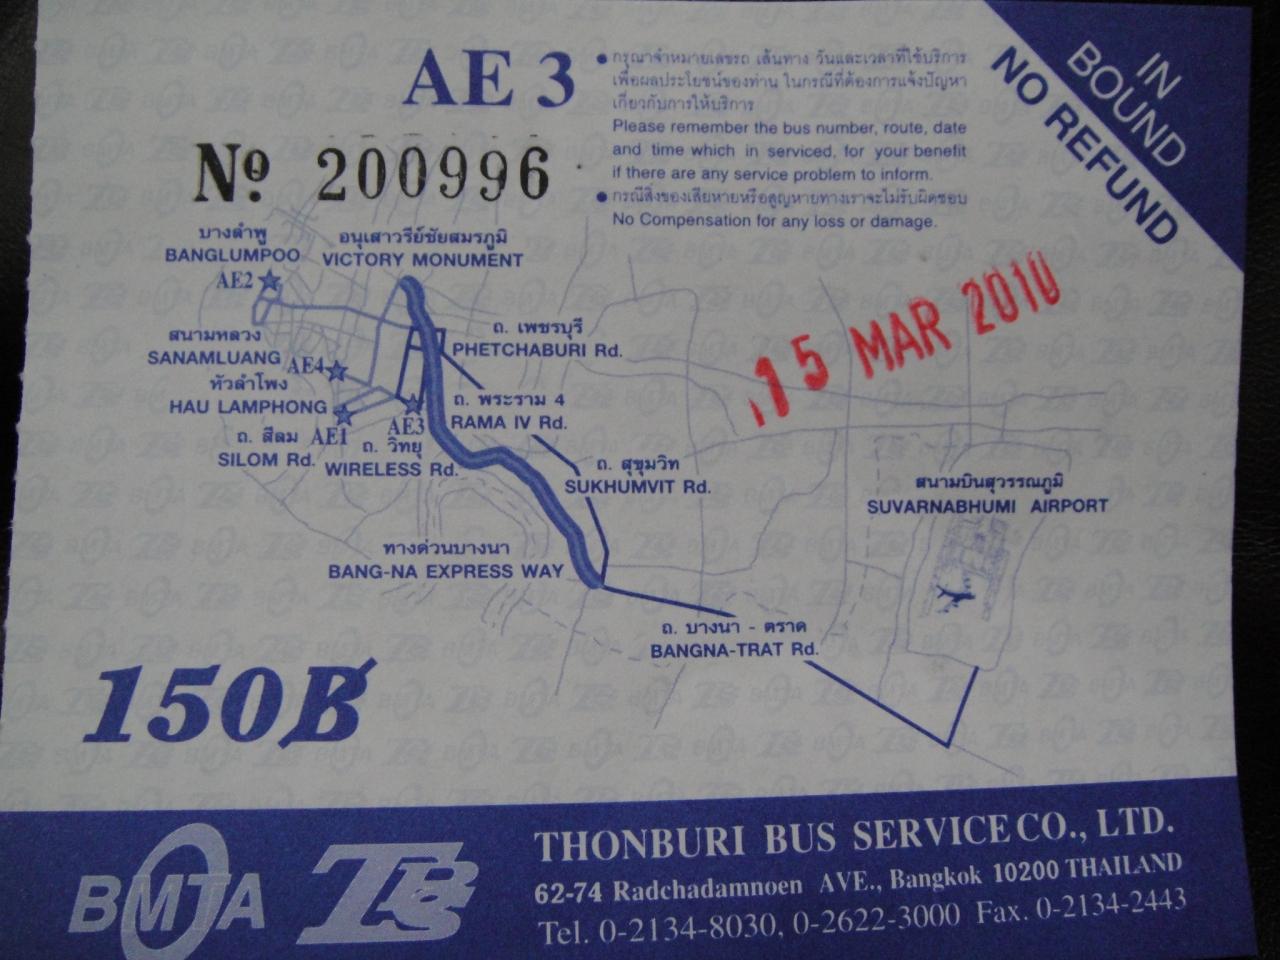 AE 3
Nº 200996
● กรุณาจำหมายเลขรถ เส้นทาง วันและเวลาที่ใช้บริการ
เพื่อผลประโยชน์ของท่าน ในกรณีที่ต้องการแจ้งปัญหา
เกี่ยวกับการให้บริการ
Please remember the bus number, route, date
and time which in serviced, for your benefit
if there are any service problem to inform.
● กรณีสิ่งของเสียหายหรือสูญหายทางเราจะไม่รับผิดชอบ
No Compensation for any loss or damage.
IN
BOUND
NO REFUND
บางลำพู
BANGLUMPOO
AE2
อนุเสาวรีย์ชัยสมรภูมิ
VICTORY MONUMENT
15 MAR 2010
สนามหลวง
SANAMLUANG
AE4
ถ. เพชรบุรี
PHETCHABURI Rd.
หัวลำโพง
HAU LAMPHONG
AE1
AE3
ถ. พระราม 4
RAMA IV Rd.
ถ. สีลม
SILOM Rd.
ถ. วิทยุ
WIRELESS Rd.
ถ. สุขุมวิท
SUKHUMVIT Rd.
สนามบินสุวรรณภูมิ
SUVARNABHUMI AIRPORT
ทางด่วนบางนา
BANG-NA EXPRESS WAY
ถ. บางนา - ตราด
BANGNA-TRAT Rd.
150฿
BMTA
TBS
THONBURI BUS SERVICE CO., LTD.
62-74 Radchadamnoen AVE., Bangkok 10200 THAILAND
Tel. 0-2134-8030, 0-2622-3000 Fax. 0-2134-2443